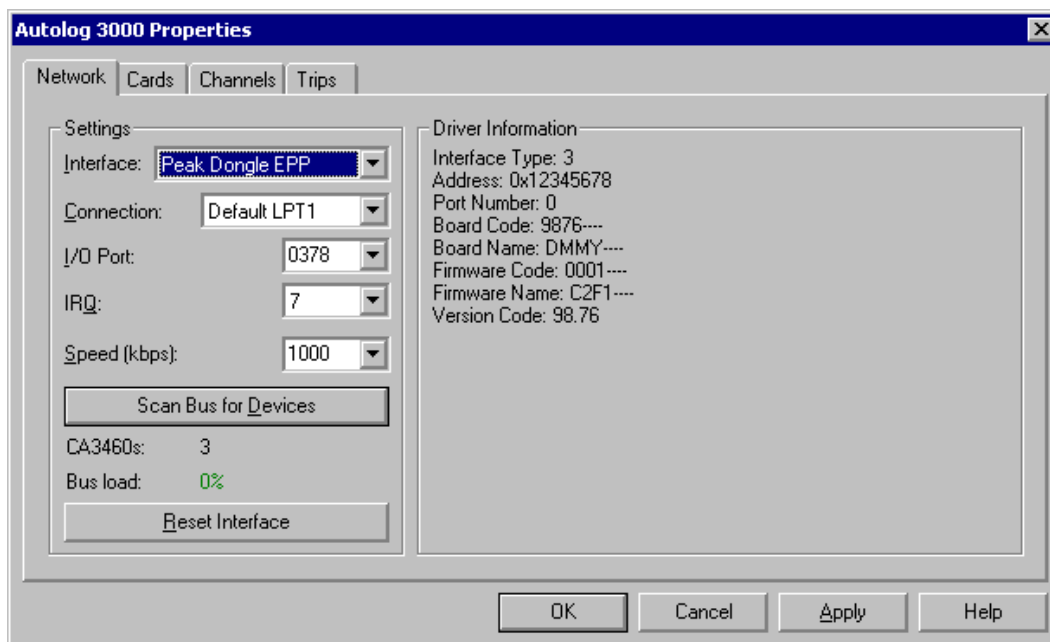 Autolog 3000 Properties
Network Cards Channels Trips
Settings
Interface: Peak Dongle EPP
Connection: Default LPT1
I/O Port: 0378
IRQ: 7
Speed (kbps): 1000
Scan Bus for Devices
CA3460s: 3
Bus load: 0%
Reset Interface
Driver Information
Interface Type: 3
Address: 0x12345678
Port Number: 0
Board Code: 9876----
Board Name: DMMY----
Firmware Code: 0001----
Firmware Name: C2F1----
Version Code: 98.76
OK Cancel Apply Help